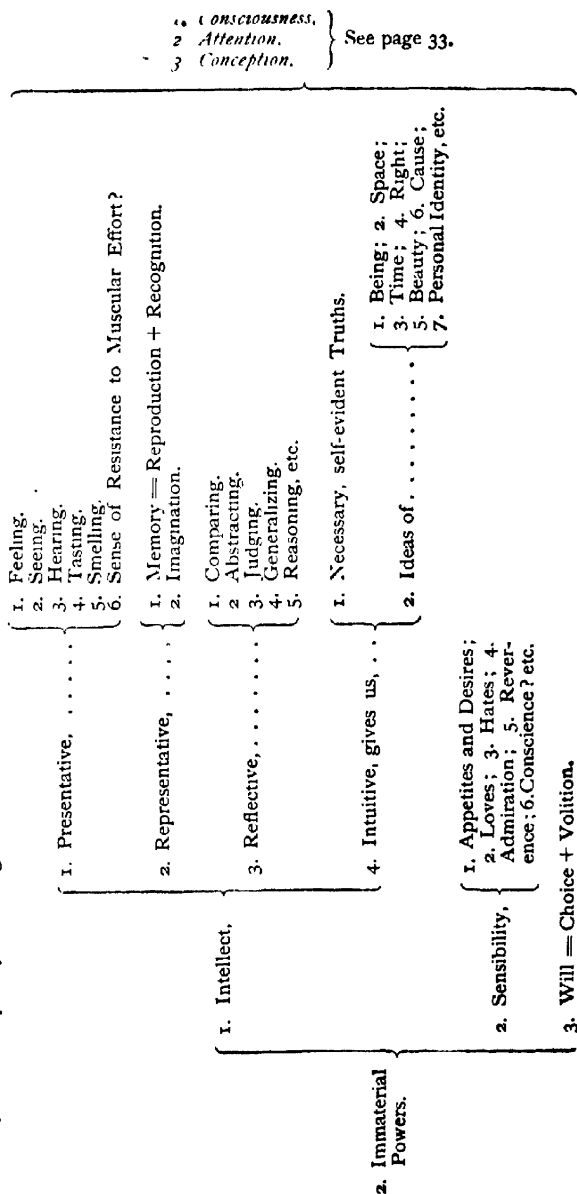 1. Consciousness,
2 Attention.
3 Conception.
See page 33.
2. Immaterial
Powers.
1. Intellect,
1. Presentative, . . . . .
1. Feeling.
2. Seeing.
3. Hearing.
4. Tasting.
5. Smelling.
6. Sense of Resistance to Muscular Effort?
2. Representative, . . . .
1. Memory = Reproduction + Recognition.
2. Imagination.
3. Reflective, . . . . . . . .
1. Comparing.
2 Abstracting.
3. Judging.
4. Generalizing.
5. Reasoning, etc.
4. Intuitive, gives us, . .
1. Necessary, self-evident Truths.
2. Ideas of . . . . . . . . . .
1. Being; 2. Space;
3. Time; 4. Right;
5. Beauty; 6. Cause;
7. Personal Identity, etc.
2. Sensibility,
1. Appetites and Desires;
2. Loves; 3. Hates; 4.
Admiration; 5. Rever-
ence; 6. Conscience? etc.
3. Will = Choice + Volition.